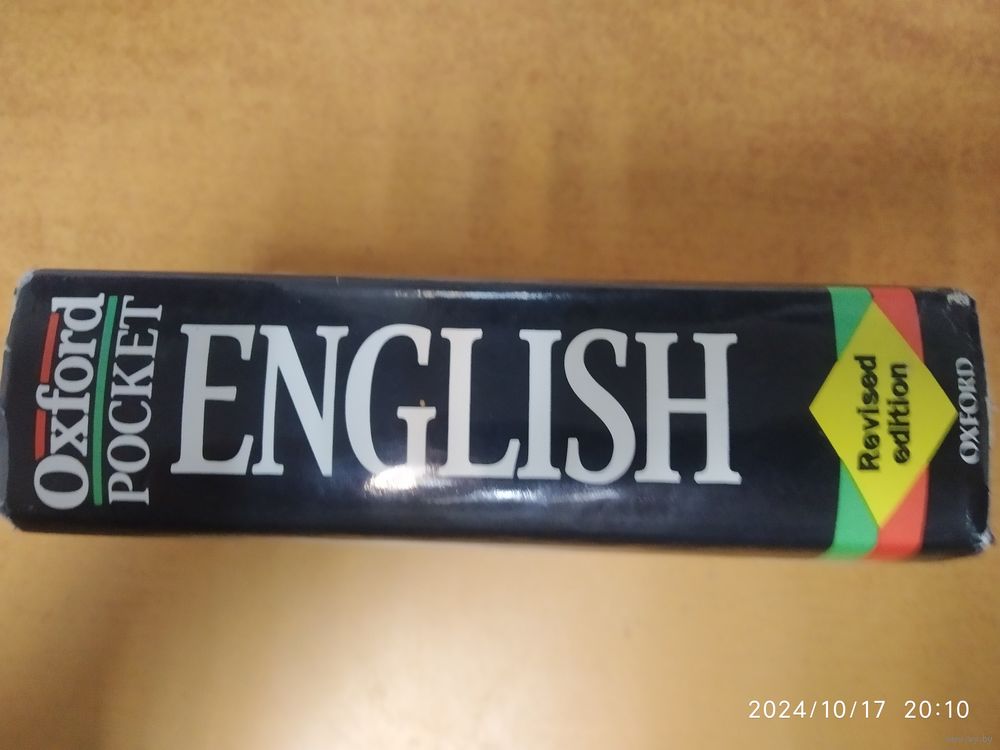 Oxford
POCKET
ENGLISH
Revised
edition
OXFORD
2024/10/17 20:10